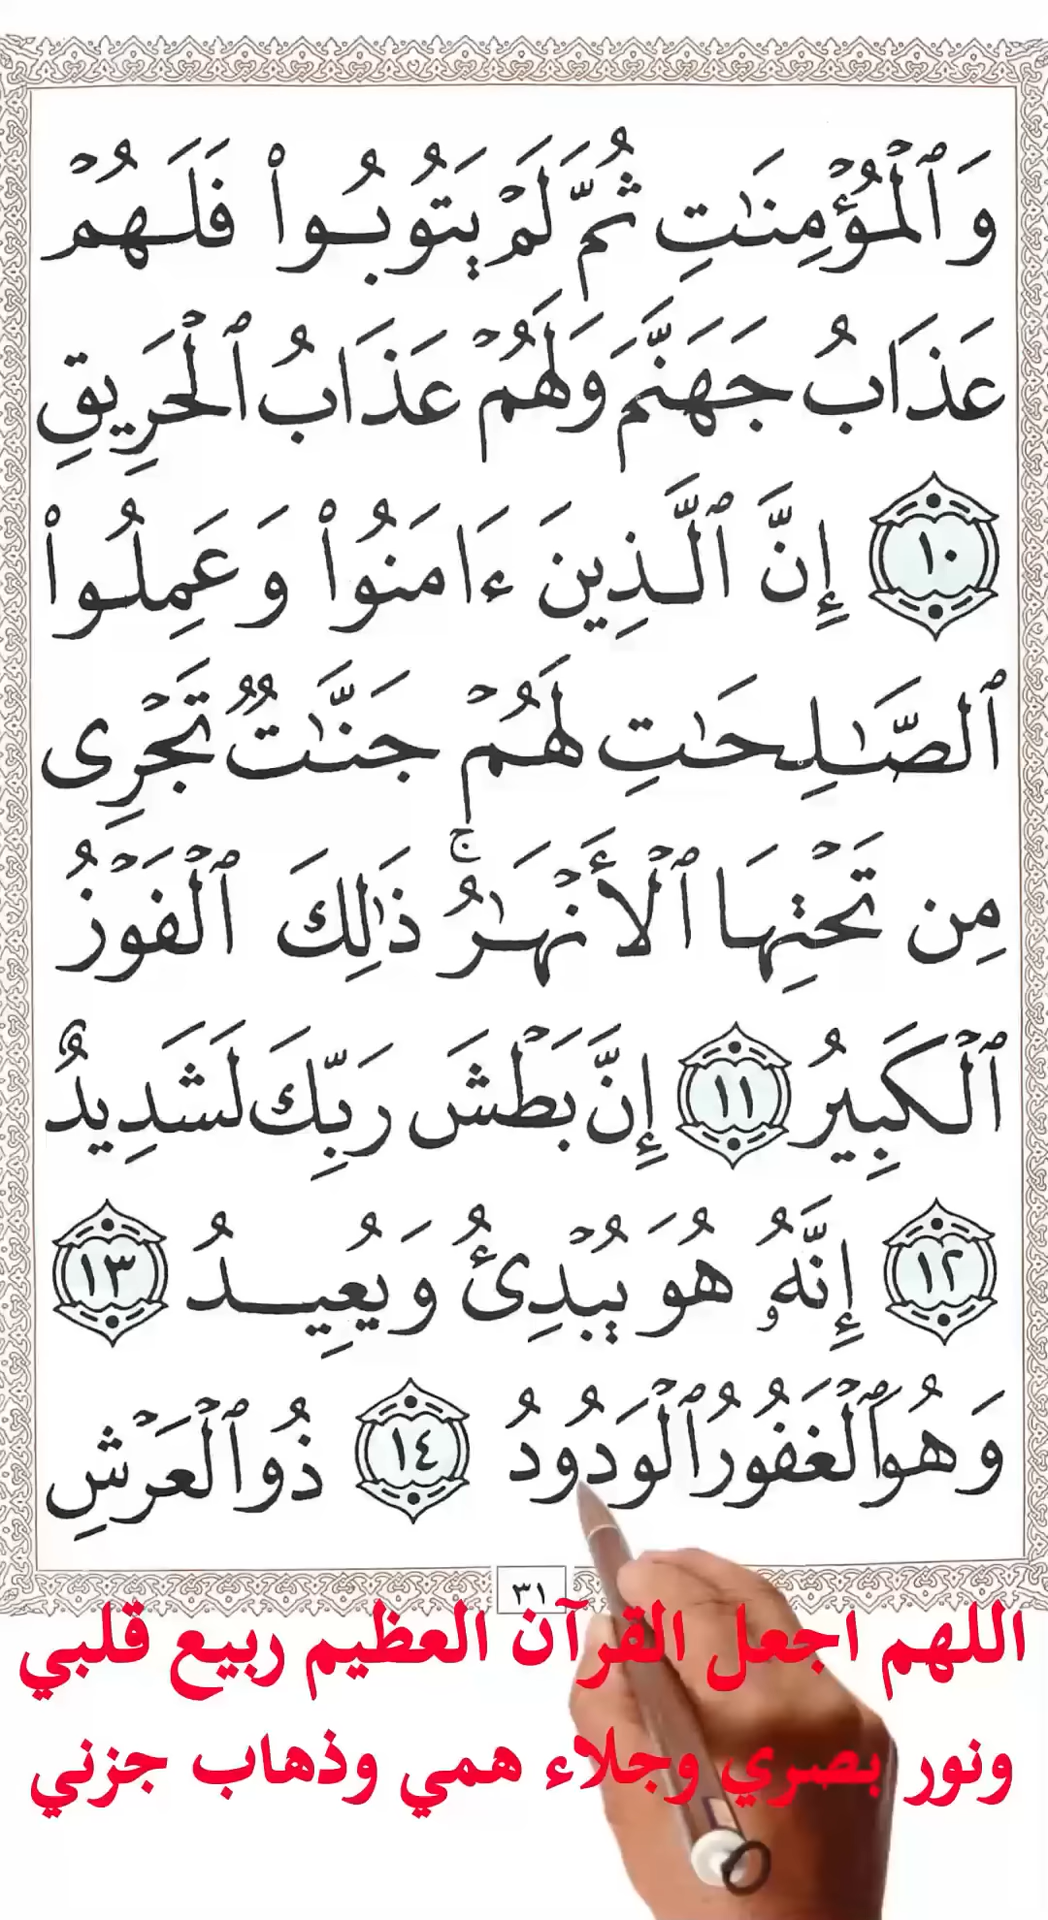 وَٱلْمُؤْمِنَـٰتِ ثُمَّ لَمْ يَتُوبُوا۟ فَلَهُمْ
عَذَابُ جَهَنَّمَ وَلَهُمْ عَذَابُ ٱلْحَرِيقِ
١٠ إِنَّ ٱلَّذِينَ ءَامَنُوا۟ وَعَمِلُوا۟
ٱلصَّـٰلِحَـٰتِ لَهُمْ جَنَّـٰتٌ تَجْرِى
مِن تَحْتِهَا ٱلْأَنْهَـٰرُ ۚ ذَٰلِكَ ٱلْفَوْزُ
ٱلْكَبِيرُ ١١ إِنَّ بَطْشَ رَبِّكَ لَشَدِيدٌ
١٢ إِنَّهُۥ هُوَ يُبْدِئُ وَيُعِيدُ ١٣
وَهُوَ ٱلْغَفُورُ ٱلْوَدُودُ ١٤ ذُو ٱلْعَرْشِ
٣١
اللهم اجعل القرآن العظيم ربيع قلبي
ونور بصري وجلاء همي وذهاب جزني